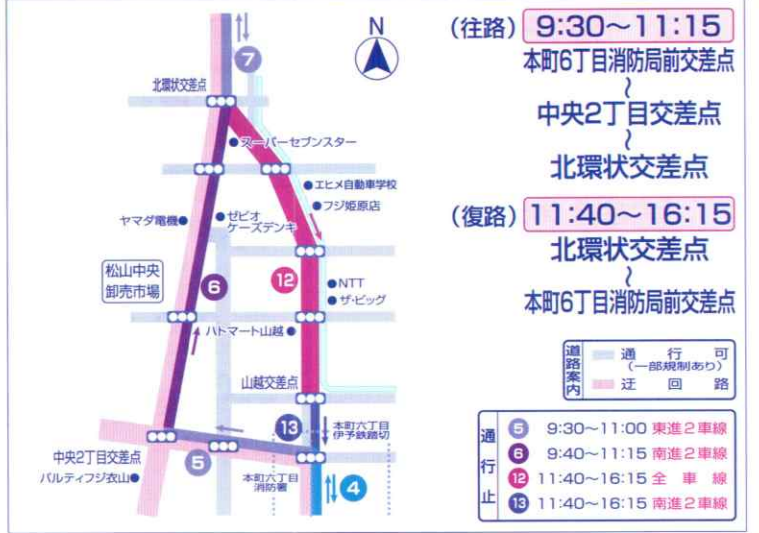 N
7
北環状交差点
スーパーセブンスター
エヒメ自動車学校
フジ姫原店
ヤマダ電機
ゼビオ
ケーズデンキ
松山中央
卸売市場
6
12
NTT
ザ・ビッグ
ハトマート山越
山越交差点
13
本町六丁目
伊予鉄踏切
中央2丁目交差点
5
パルティフジ衣山
本町六丁目
消防署
4
(往路) 9:30~11:15
本町6丁目消防局前交差点
~
中央2丁目交差点
~
北環状交差点
(復路) 11:40~16:15
北環状交差点
~
本町6丁目消防局前交差点
道路案内
通行可
(一部規制あり)
迂回路
通行止
5 9:30~11:00 東進2車線
6 9:40~11:15 南進2車線
12 11:40~16:15 全車線
13 11:40~16:15 南進2車線